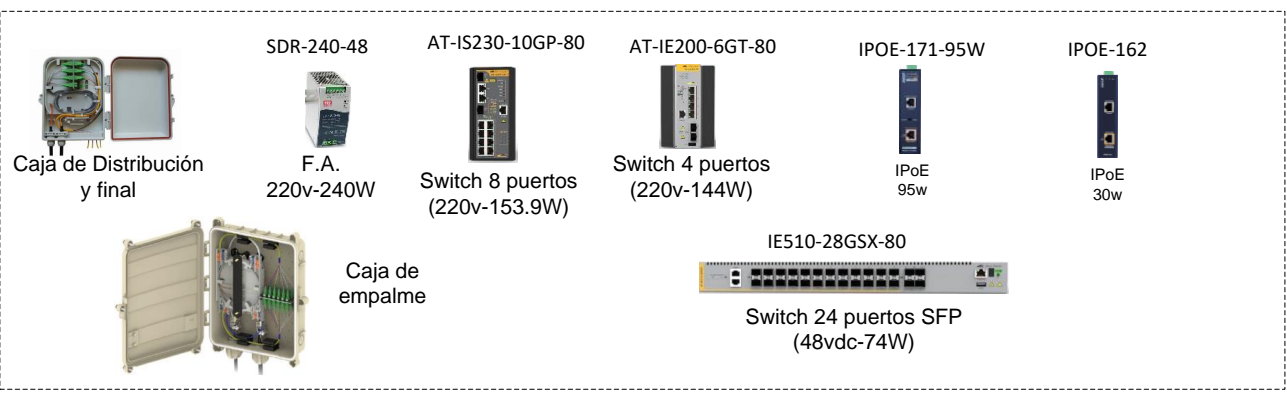 SDR-240-48
AT-IS230-10GP-80
AT-IE200-6GT-80
IPOE-171-95W
IPOE-162
Caja de Distribución
y final
F.A.
220v-240W
Switch 8 puertos
(220v-153.9W)
Switch 4 puertos
(220v-144W)
IPoE
95w
IPoE
30w
Caja de
empalme
IE510-28GSX-80
Switch 24 puertos SFP
(48vdc-74W)